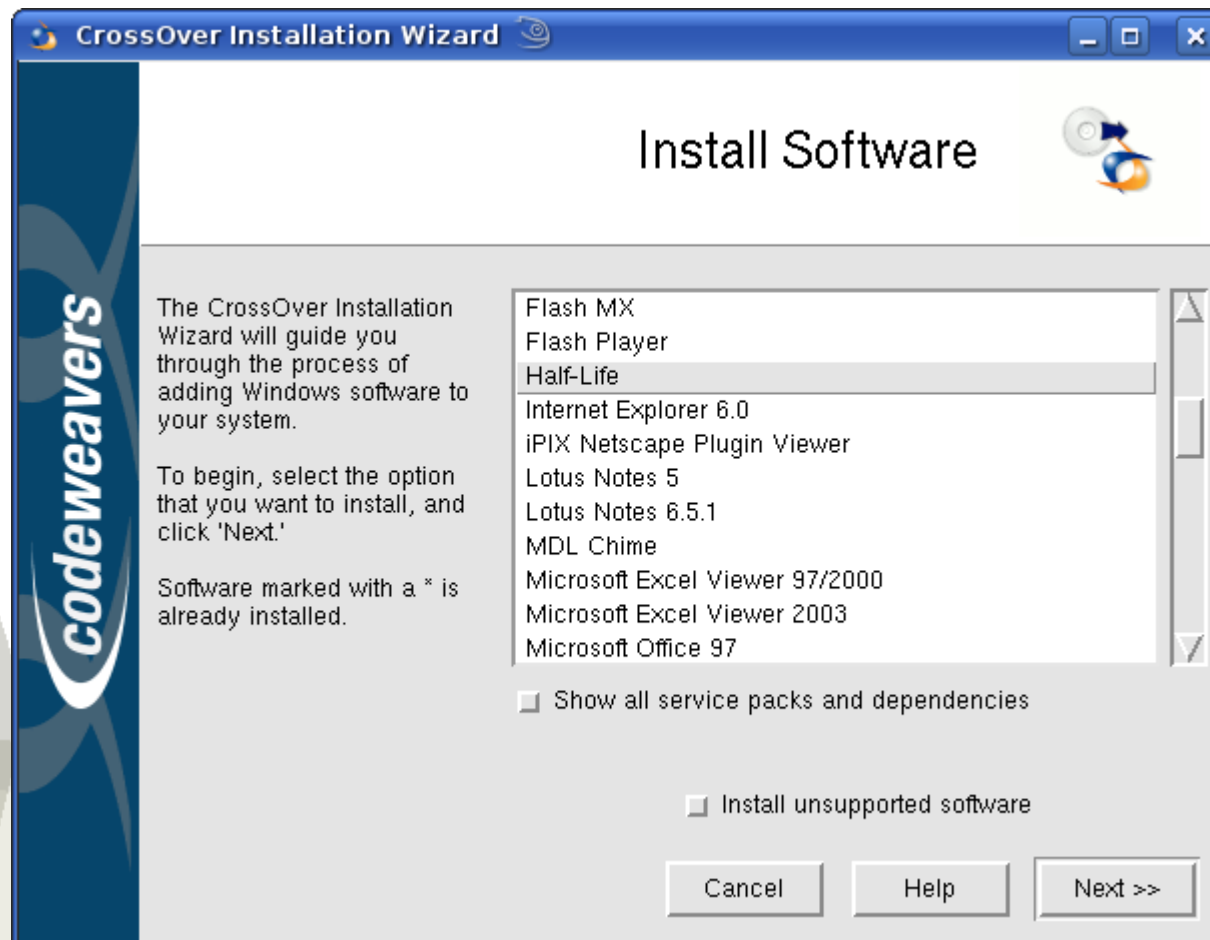 CrossOver Installation Wizard
Install Software
codeweavers
The CrossOver Installation
Wizard will guide you
through the process of
adding Windows software to
your system.
To begin, select the option
that you want to install, and
click 'Next.'
Software marked with a * is
already installed.
Flash MX
Flash Player
Half-Life
Internet Explorer 6.0
iPIX Netscape Plugin Viewer
Lotus Notes 5
Lotus Notes 6.5.1
MDL Chime
Microsoft Excel Viewer 97/2000
Microsoft Excel Viewer 2003
Microsoft Office 97
Show all service packs and dependencies
Install unsupported software
Cancel
Help
Next >>